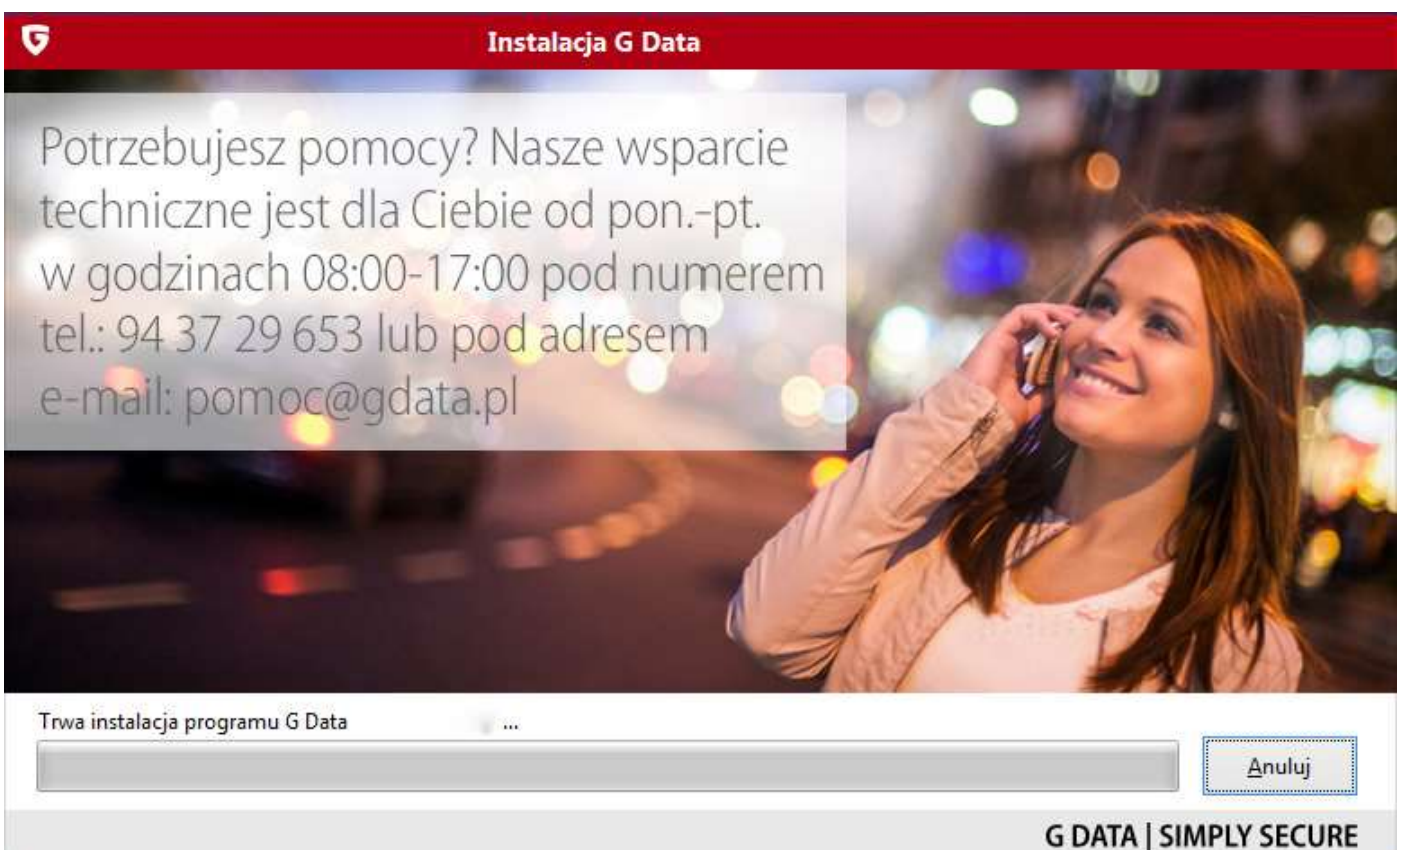 Instalacja G Data
Potrzebujesz pomocy? Nasze wsparcie
techniczne jest dla Ciebie od pon.-pt.
w godzinach 08:00-17:00 pod numerem
tel.: 94 37 29 653 lub pod adresem
e-mail: pomoc@gdata.pl
Trwa instalacja programu G Data ...
Anuluj
G DATA | SIMPLY SECURE